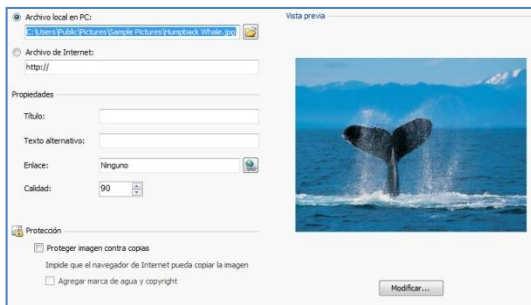 Archivo local en PC:
C:\Users\Public\Pictures\Sample Pictures\Humpback Whale.jpg
Archivo de Internet:
http://
Propiedades
Título:
Texto alternativo:
Enlace: Ninguno
Calidad: 90
Protección
Proteger imagen contra copias
Impide que el navegador de Internet pueda copiar la imagen
Agregar marca de agua y copyright
Vista previa
Modificar...